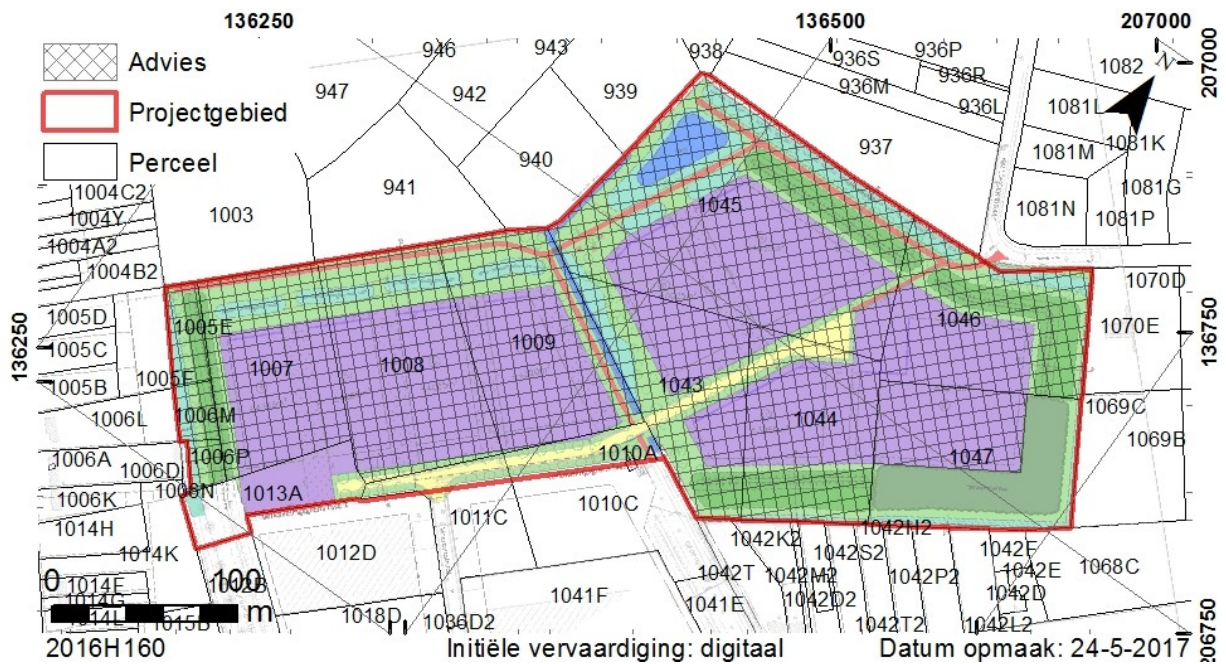 136250 136500 207000
946 943 938 936S 936P 1082
Advies
947 942 939 936M 936R 936L 1081L
Projectgebied
1081M 1081K
Perceel
940 937
1004C2 941 1081G
1004Y 1003 1045 1081N 1081P
1004A2
1004B2 1070D
1005D 1005E 1046 1070E
1005C 1007 1008 1009
1005B 1005F 1043 1069C
1006L 1006M 1044 1069B
1006A 1006D 1006P 1010A 1047
1006K 1006N 1013A 1010C
1014H 1011C 1042H2
1014K 1012D 1042K2 1042S2 1042F
1042T 1042M2 1042P2 1042E 1068C
0 100
1014F 1012B 1041F 1042D
1014G 1041E 1042D2
m
1014L 1015B 1018D 1036D2 1042T2 1042L2
2016H160 Initiële vervaardiging: digitaal Datum opmaak: 24-5-2017
136250
207000
136750
206750
N